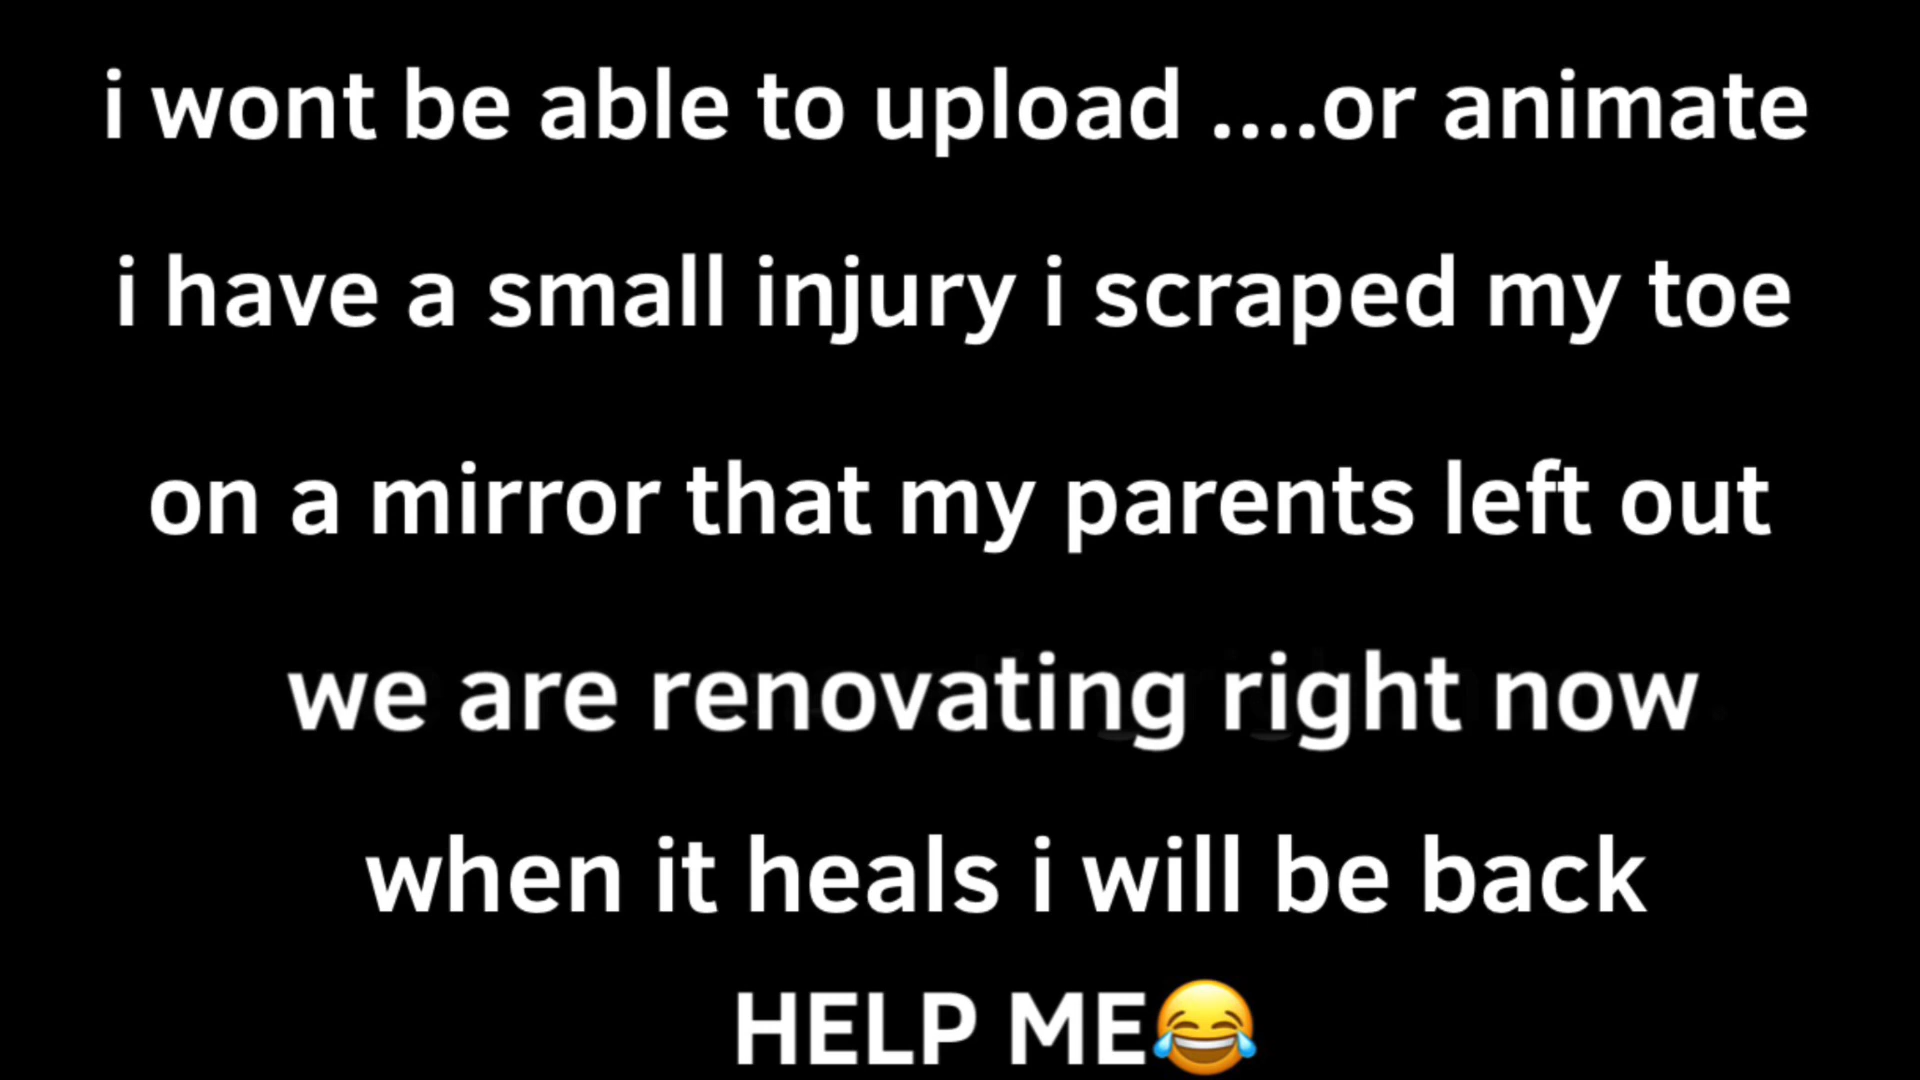 i wont be able to upload ....or animate
i have a small injury i scraped my toe
on a mirror that my parents left out
we are renovating right now
when it heals i will be back
HELP ME😂